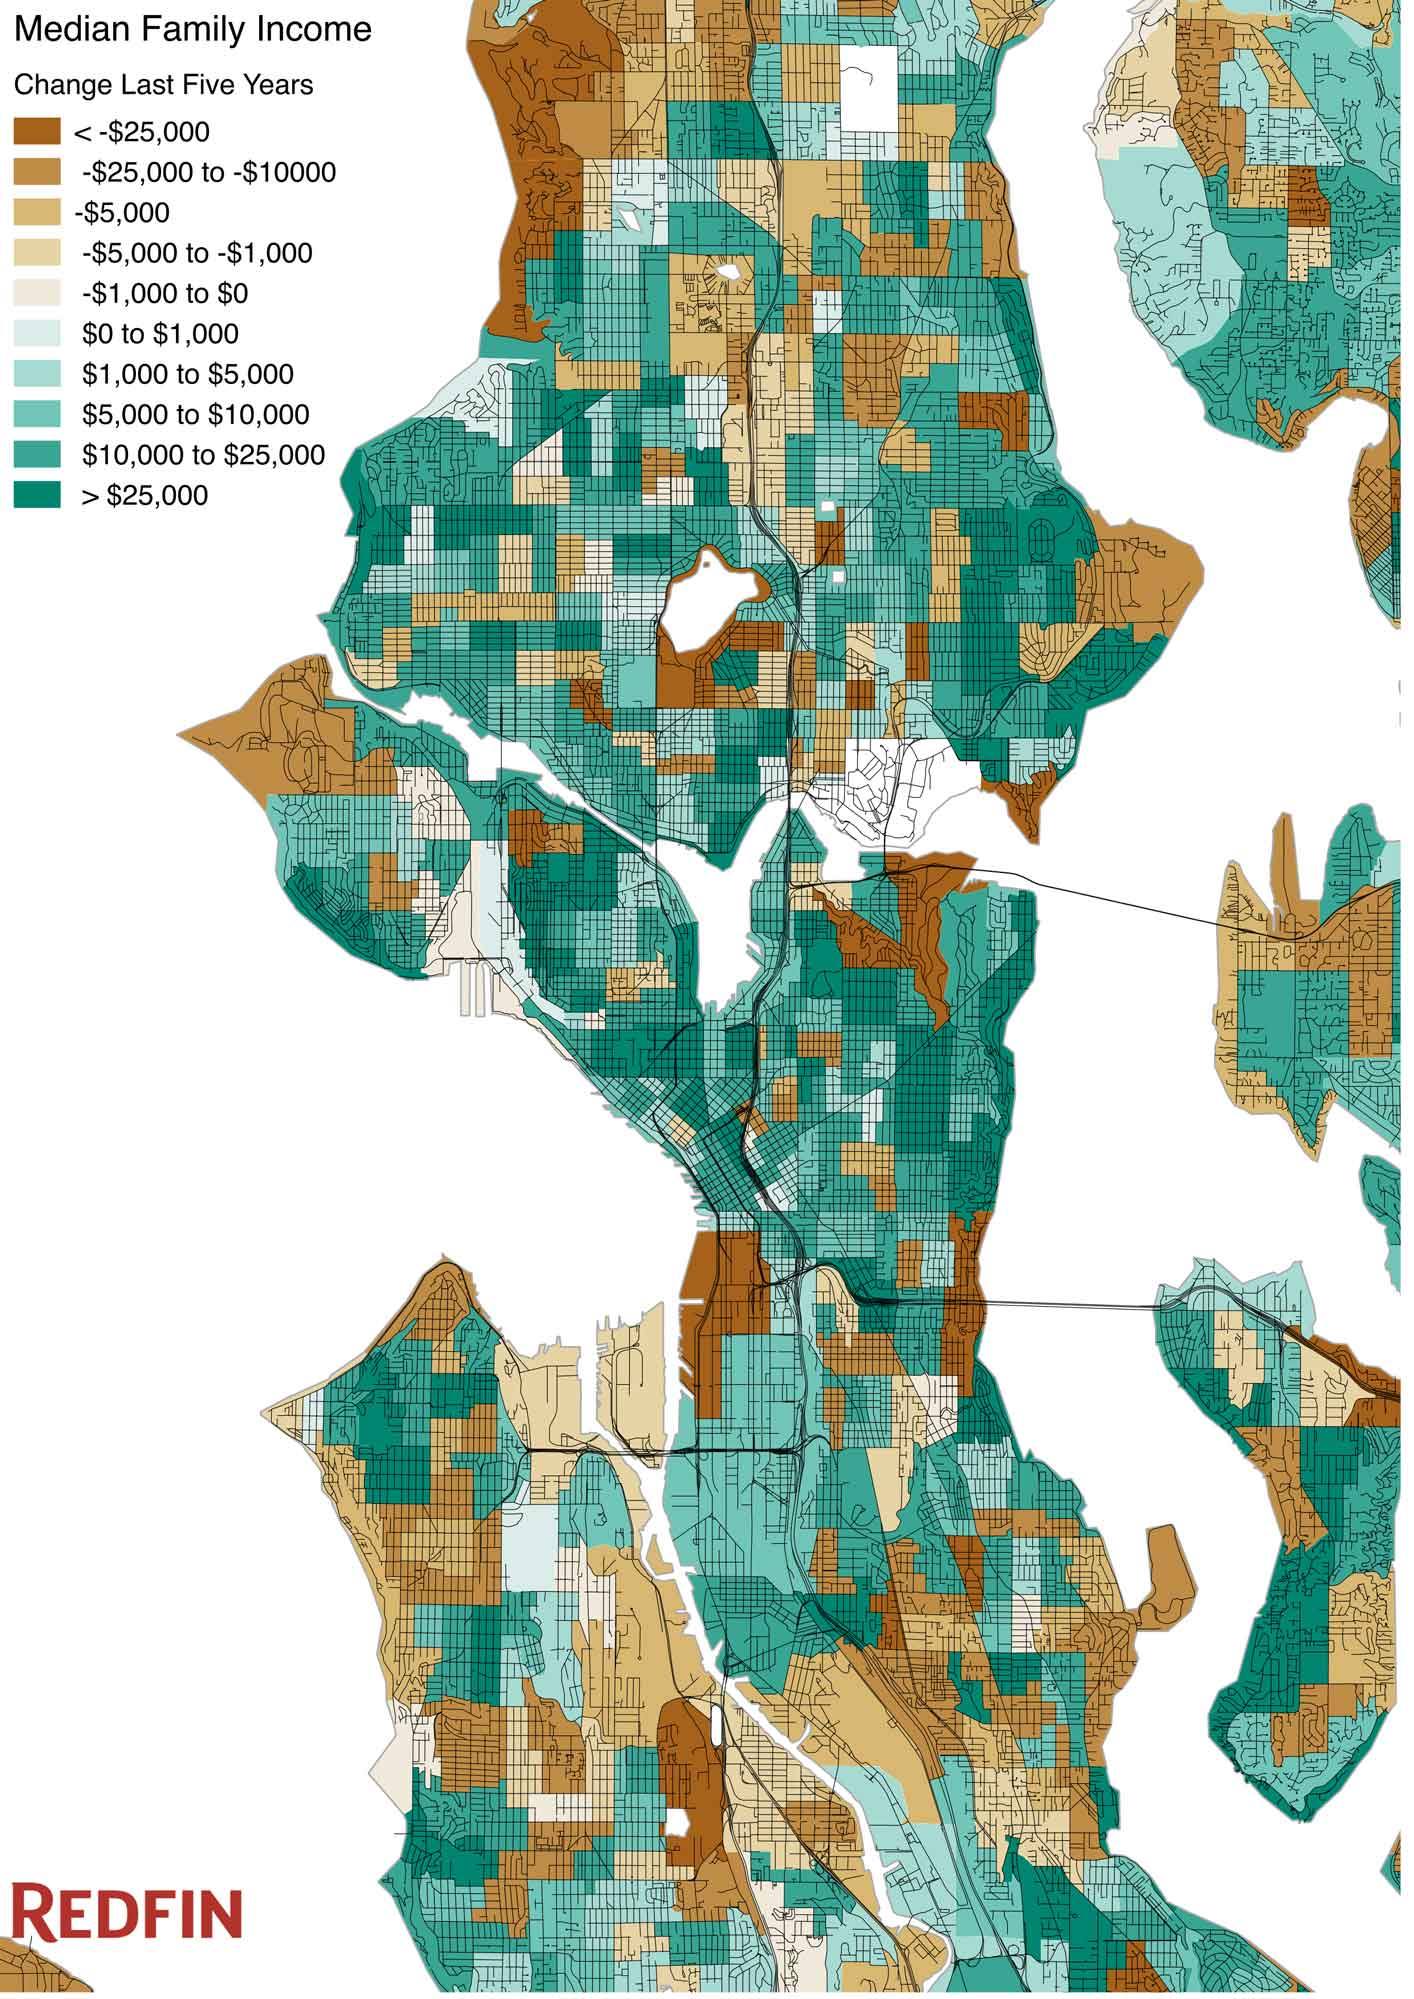 Median Family Income
Change Last Five Years
< -$25,000
-$25,000 to -$10000
-$5,000
-$5,000 to -$1,000
-$1,000 to $0
$0 to $1,000
$1,000 to $5,000
$5,000 to $10,000
$10,000 to $25,000
> $25,000
REDFIN